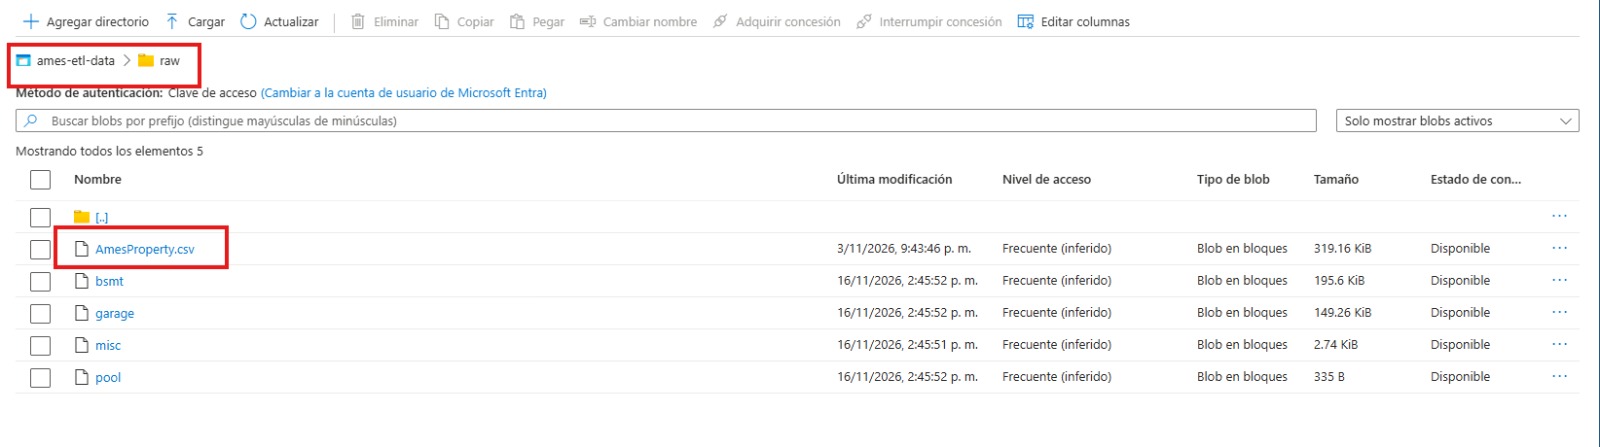 Agregar directorio Cargar Actualizar Eliminar Copiar Pegar Cambiar nombre Adquirir concesión Interrumpir concesión Editar columnas
ames-etl-data > raw
Método de autenticación: Clave de acceso (Cambiar a la cuenta de usuario de Microsoft Entra)
Buscar blobs por prefijo (distingue mayúsculas de minúsculas) Solo mostrar blobs activos
Mostrando todos los elementos 5
Nombre Última modificación Nivel de acceso Tipo de blob Tamaño Estado de con...
[..] ...
AmesProperty.csv 3/11/2026, 9:43:46 p. m. Frecuente (inferido) Blob en bloques 319.16 KiB Disponible ...
bsmt 16/11/2026, 2:45:52 p. m. Frecuente (inferido) Blob en bloques 195.6 KiB Disponible ...
garage 16/11/2026, 2:45:52 p. m. Frecuente (inferido) Blob en bloques 149.26 KiB Disponible ...
misc 16/11/2026, 2:45:51 p. m. Frecuente (inferido) Blob en bloques 2.74 KiB Disponible ...
pool 16/11/2026, 2:45:52 p. m. Frecuente (inferido) Blob en bloques 335 B Disponible ...